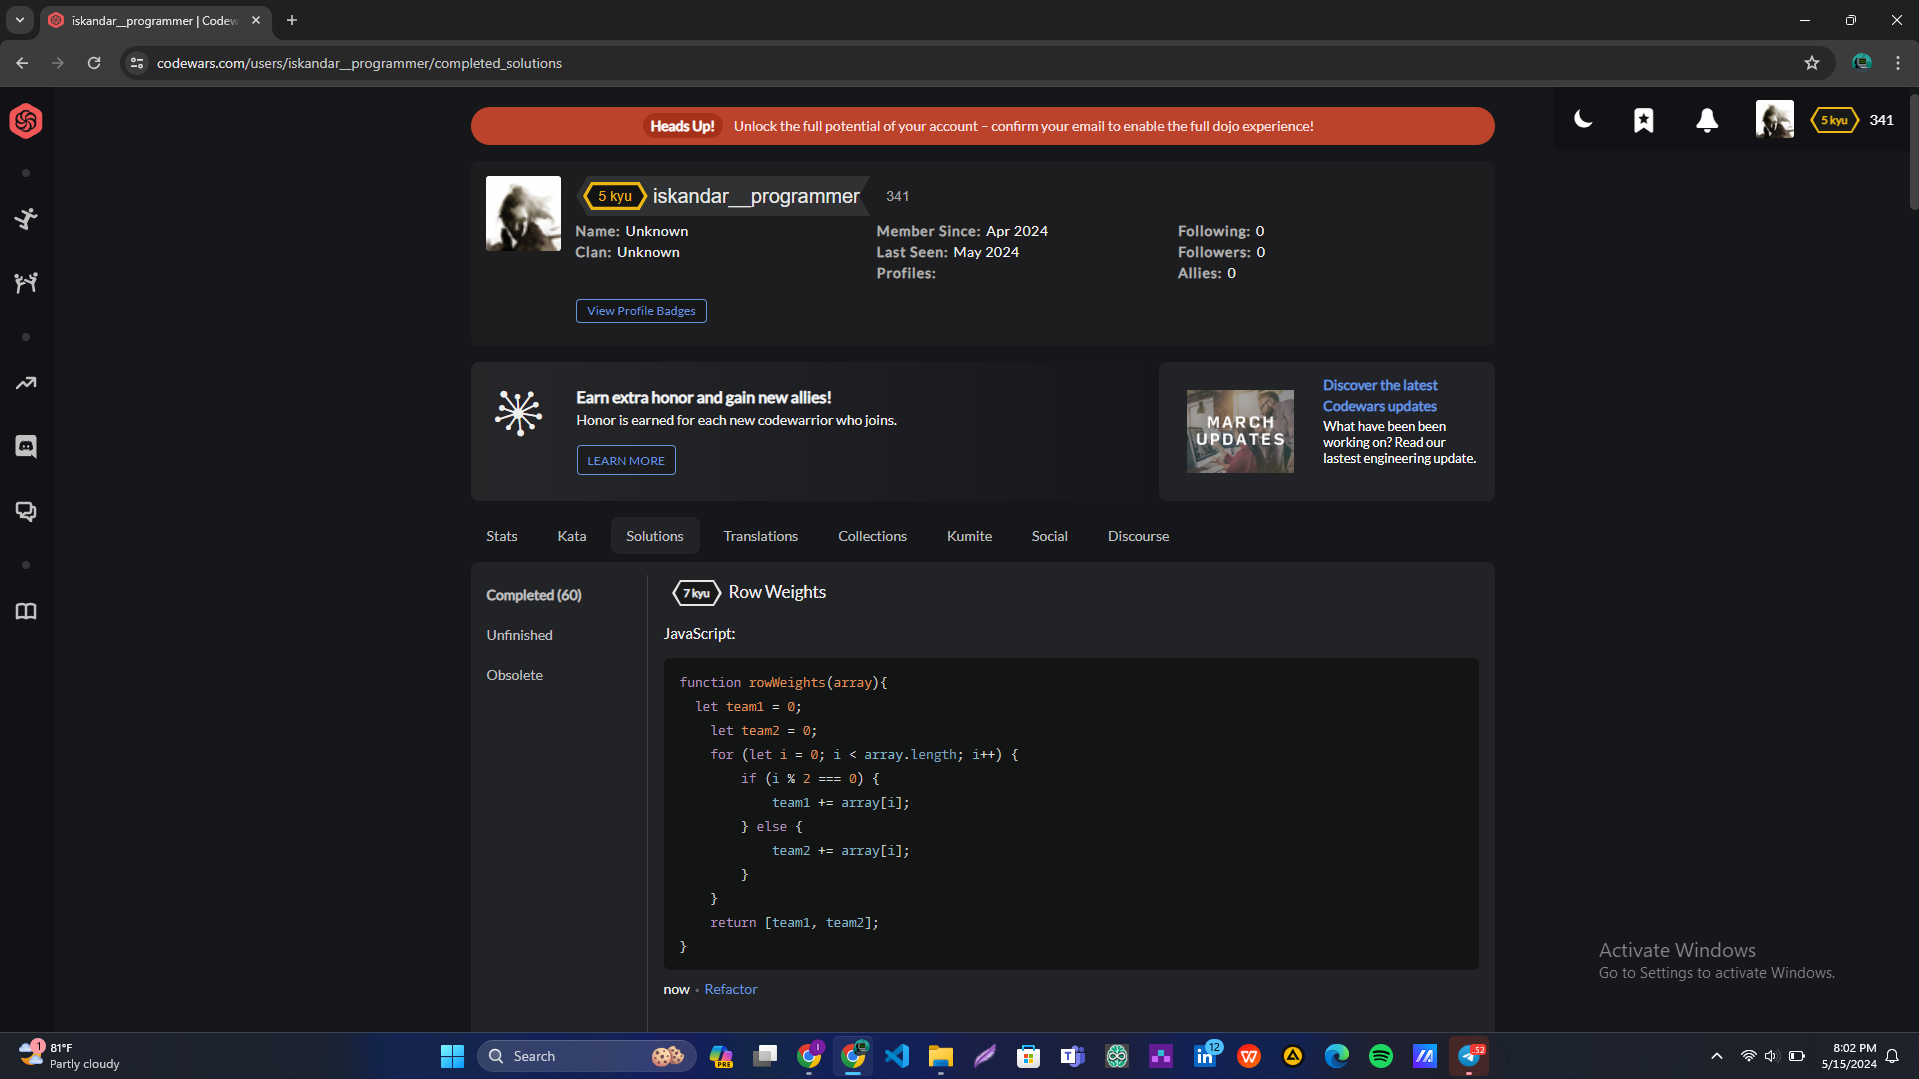 iskandar__programmer | Codew
codewars.com/users/iskandar__programmer/completed_solutions
Heads Up! Unlock the full potential of your account – confirm your email to enable the full dojo experience!
5 kyu 341
5 kyu iskandar__programmer 341
Name: Unknown
Clan: Unknown
Member Since: Apr 2024
Last Seen: May 2024
Profiles:
Following: 0
Followers: 0
Allies: 0
View Profile Badges
Earn extra honor and gain new allies!
Honor is earned for each new codewarrior who joins.
LEARN MORE
MARCH
UPDATES
Discover the latest
Codewars updates
What have been been
working on? Read our
lastest engineering update.
Stats Kata Solutions Translations Collections Kumite Social Discourse
Completed (60)
Unfinished
Obsolete
7 kyu Row Weights
JavaScript:
function rowWeights(array){
let team1 = 0;
let team2 = 0;
for (let i = 0; i < array.length; i++) {
if (i % 2 === 0) {
team1 += array[i];
} else {
team2 += array[i];
}
}
return [team1, team2];
}
now • Refactor
Activate Windows
Go to Settings to activate Windows.
1
81°F
Partly cloudy
Search
PRE
12
52
8:02 PM
5/15/2024